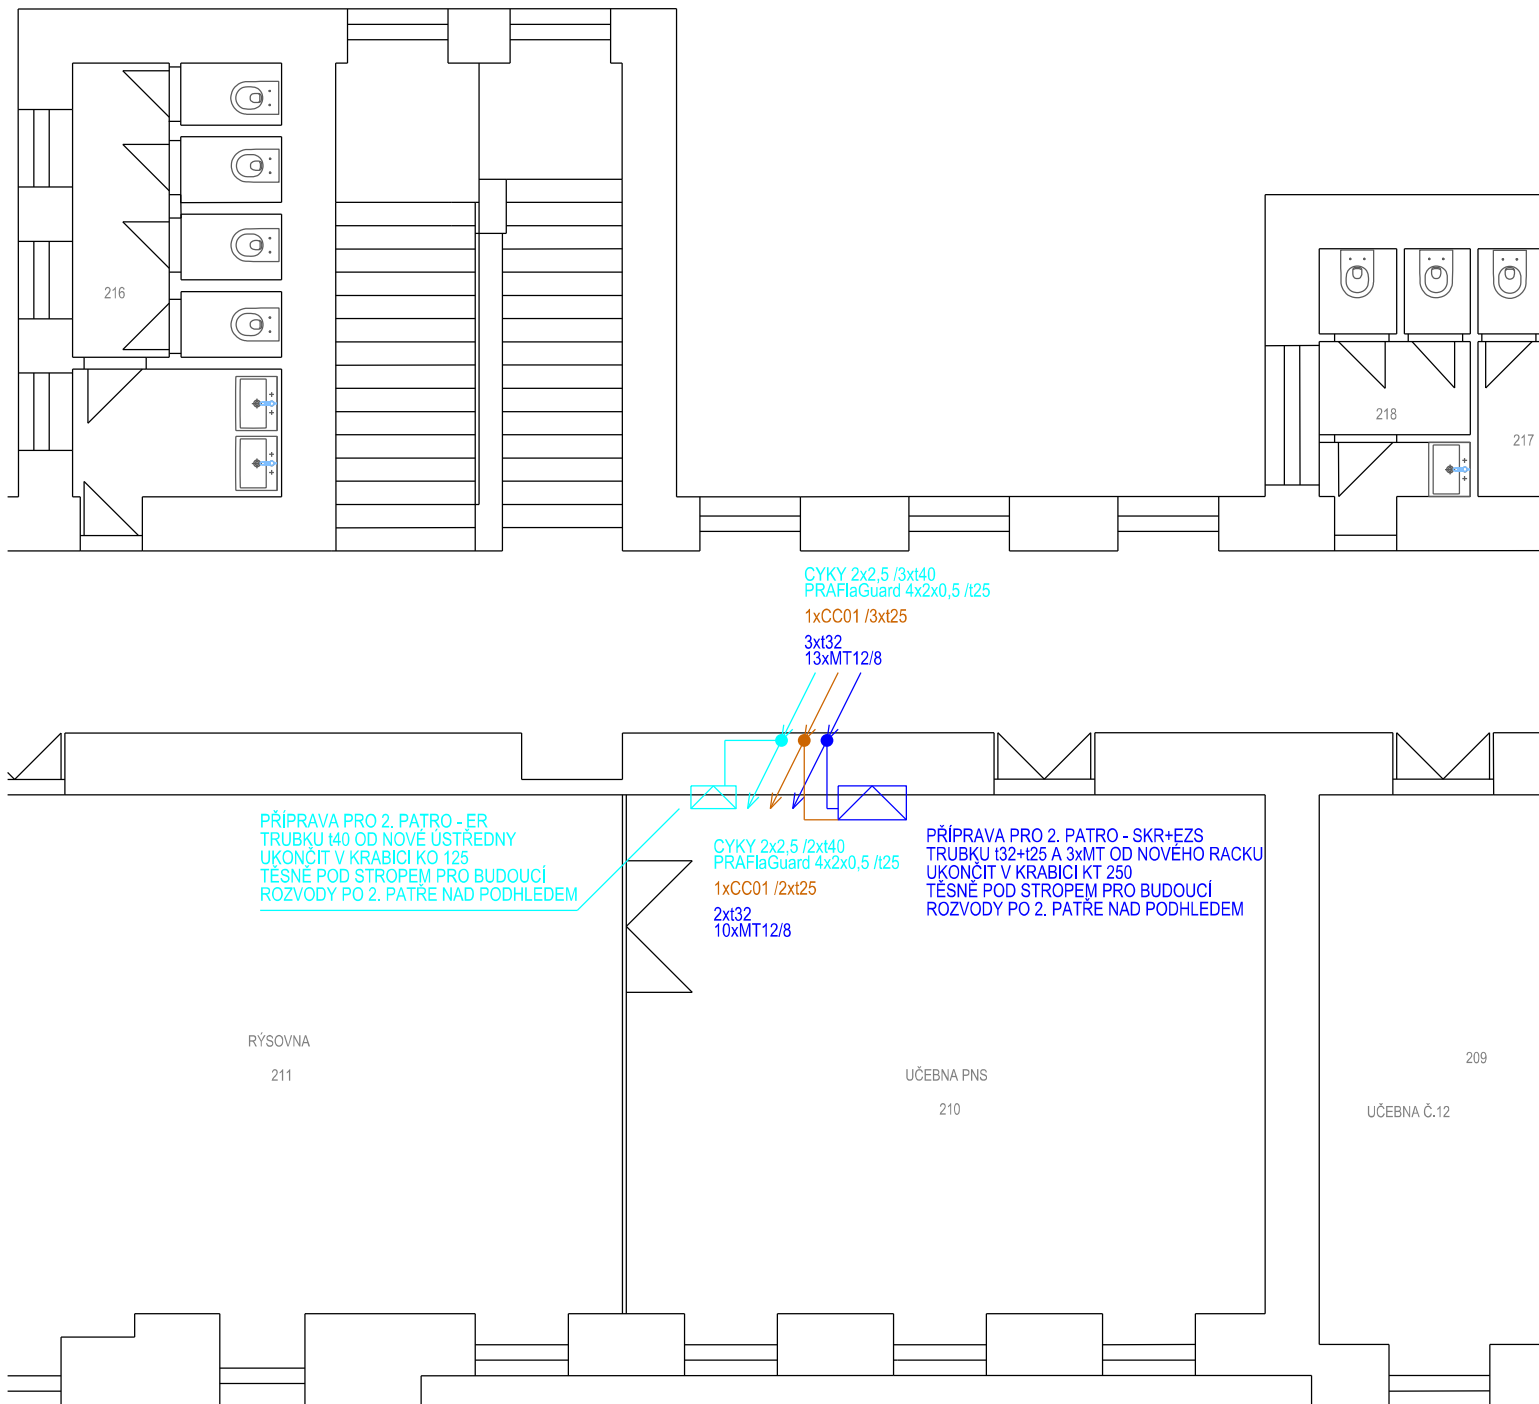 216
218
217
CYKY 2x2,5 /3xt40
PRAFlaGuard 4x2x0,5 /t25
1xCC01 /3xt25
3xt32
13xMT12/8
PŘÍPRAVA PRO 2. PATRO - ER
TRUBKU t40 OD NOVÉ ÚSTŘEDNY
UKONČIT V KRABICI KO 125
TĚSNĚ POD STROPEM PRO BUDOUCÍ
ROZVODY PO 2. PATŘE NAD PODHLEDEM
CYKY 2x2,5 /2xt40
PRAFlaGuard 4x2x0,5 /t25
1xCC01 /2xt25
2xt32
10xMT12/8
PŘÍPRAVA PRO 2. PATRO - SKR+EZS
TRUBKU t32+t25 A 3xMT OD NOVÉHO RACKU
UKONČIT V KRABICI KT 250
TĚSNĚ POD STROPEM PRO BUDOUCÍ
ROZVODY PO 2. PATŘE NAD PODHLEDEM
RÝSOVNA
211
UČEBNA PNS
210
209
UČEBNA Č.12